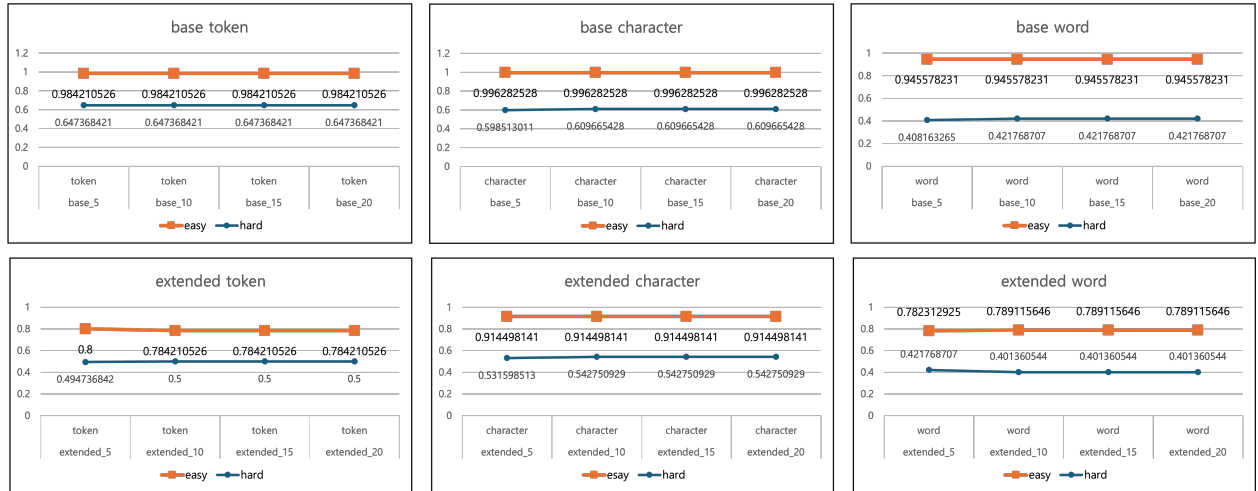 base token
1.2
1
0.984210526 0.984210526 0.984210526 0.984210526
0.8
0.6
0.647368421 0.647368421 0.647368421 0.647368421
0.4
0.2
0
token token token token
base_5 base_10 base_15 base_20
easy hard
base character
1.2
1
0.996282528 0.996282528 0.996282528 0.996282528
0.8
0.6
0.598513011 0.609665428 0.609665428 0.609665428
0.4
0.2
0
character character character character
base_5 base_10 base_15 base_20
easy hard
base word
1
0.945578231 0.945578231 0.945578231 0.945578231
0.8
0.6
0.4
0.408163265 0.421768707 0.421768707 0.421768707
0.2
0
word word word word
base_5 base_10 base_15 base_20
easy hard
extended token
1
0.8
0.8 0.784210526 0.784210526 0.784210526
0.6
0.4
0.494736842 0.5 0.5 0.5
0.2
0
token token token token
extended_5 extended_10 extended_15 extended_20
easy hard
extended character
1
0.8
0.914498141 0.914498141 0.914498141 0.914498141
0.6
0.4
0.531598513 0.542750929 0.542750929 0.542750929
0.2
0
character character character character
extended_5 extended_10 extended_15 extended_20
easy hard
extended word
1
0.782312925 0.789115646 0.789115646 0.789115646
0.8
0.6
0.421768707 0.401360544 0.401360544 0.401360544
0.4
0.2
0
word word word word
extended_5 extended_10 extended_15 extended_20
easy hard